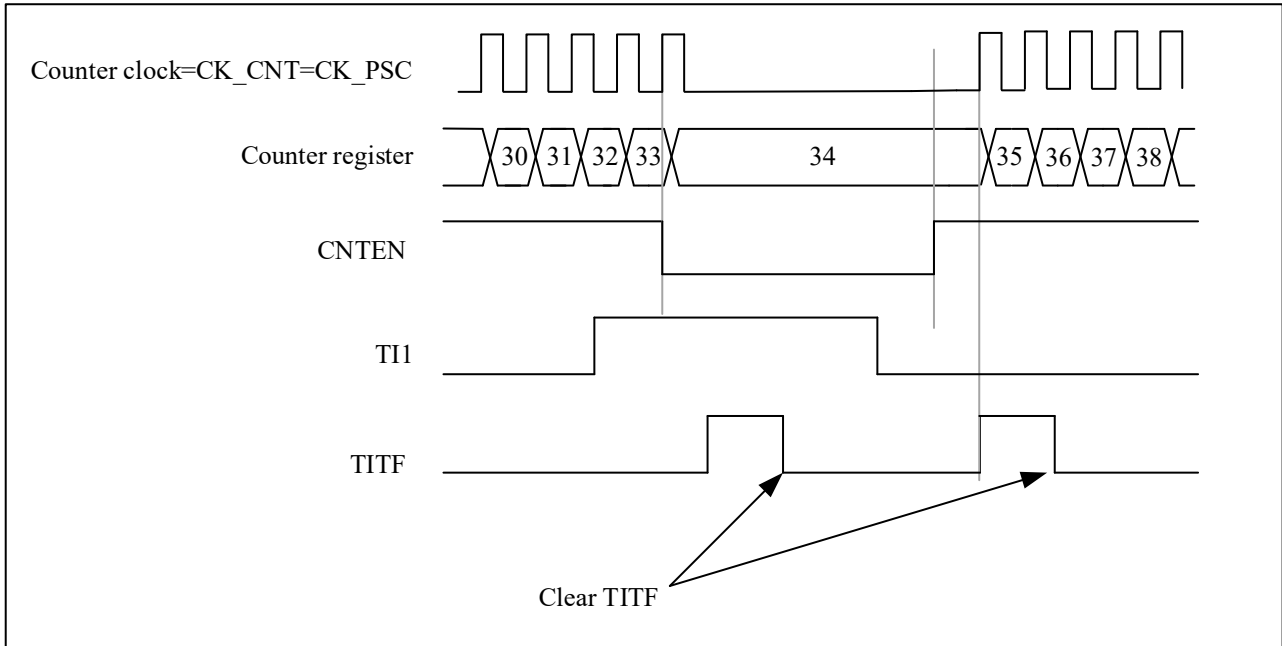 Counter clock=CK_CNT=CK_PSC
Counter register
30 31 32 33 34 35 36 37 38
CNTEN
TI1
TITF
Clear TITF